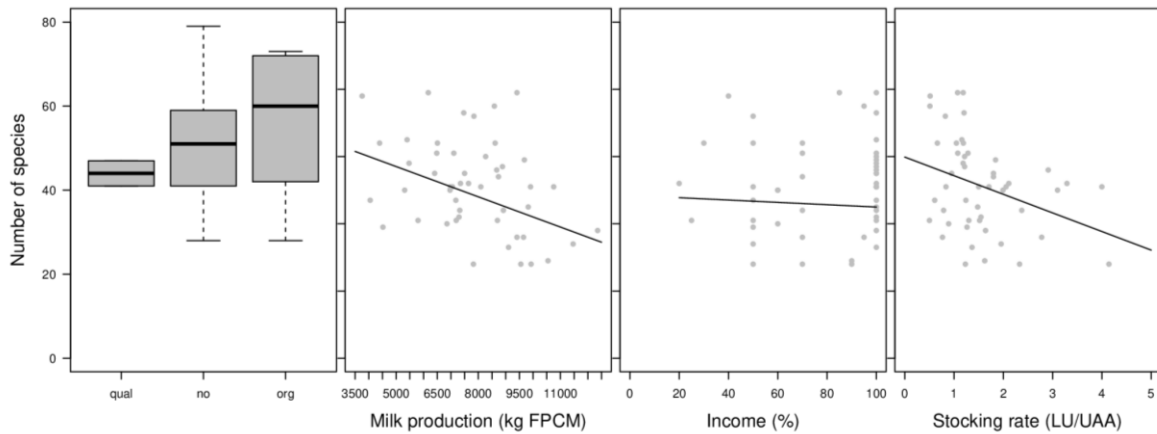 Number of species
80
60
40
20
0
qual no org
3500 5000 6500 8000 9500 11000
Milk production (kg FPCM)
0 20 40 60 80 100
Income (%)
0 1 2 3 4 5
Stocking rate (LU/UAA)